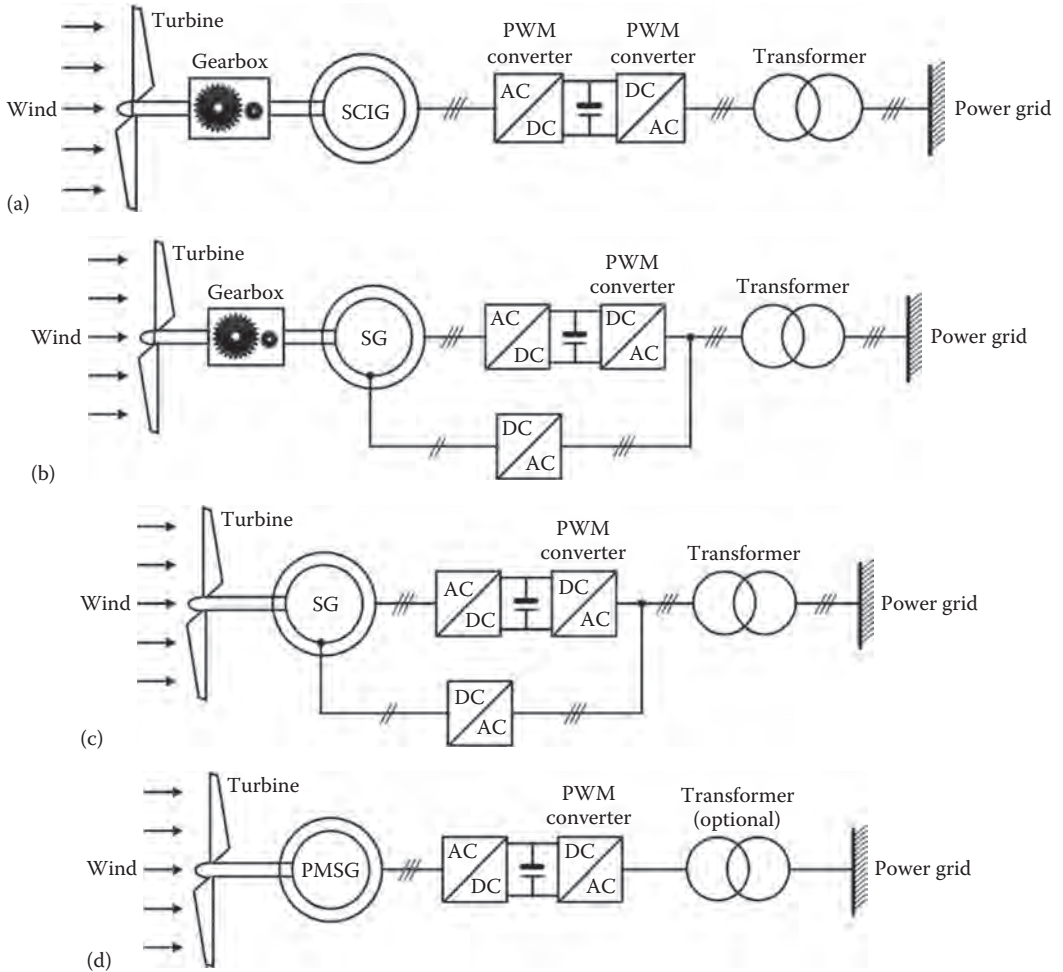 Turbine
Gearbox
PWM
converter
PWM
converter
Transformer
Wind
SCIG
AC
DC
DC
AC
Power grid
(a)
Turbine
Gearbox
PWM
converter
Transformer
Wind
SG
AC
DC
DC
AC
Power grid
DC
AC
(b)
Turbine
PWM
converter
Transformer
Wind
SG
AC
DC
DC
AC
Power grid
DC
AC
(c)
Turbine
PWM
converter
Transformer
(optional)
Wind
PMSG
AC
DC
DC
AC
Power grid
(d)